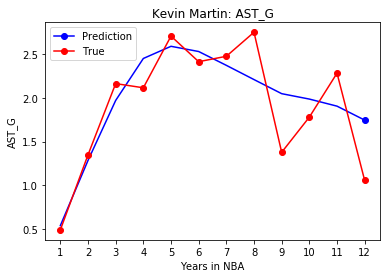 Kevin Martin: AST_G
Prediction
True
AST_G
2.5
2.0
1.5
1.0
0.5
1 2 3 4 5 6 7 8 9 10 11 12
Years in NBA